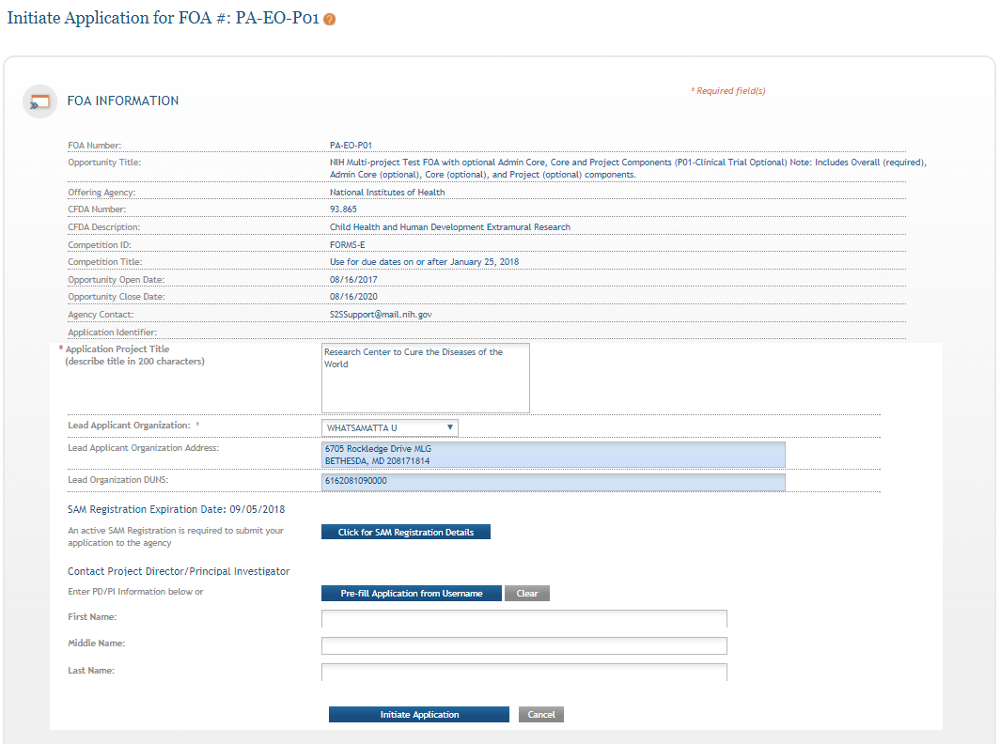 Initiate Application for FOA #: PA-EO-P01 ?
FOA INFORMATION
* Required field(s)
FOA Number: PA-EO-P01
Opportunity Title: NIH Multi-project Test FOA with optional Admin Core, Core and Project Components (P01-Clinical Trial Optional) Note: Includes Overall (required),
Admin Core (optional), Core (optional), and Project (optional) components.
Offering Agency: National Institutes of Health
CFDA Number: 93.865
CFDA Description: Child Health and Human Development Extramural Research
Competition ID: FORMS-E
Competition Title: Use for due dates on or after January 25, 2018
Opportunity Open Date: 08/16/2017
Opportunity Close Date: 08/16/2020
Agency Contact: S2SSupport@mail.nih.gov
Application Identifier:
* Application Project Title Research Center to Cure the Diseases of the
(describe title in 200 characters) World
Lead Applicant Organization: * WHATSAMATTA U
Lead Applicant Organization Address: 6705 Rockledge Drive MLG
BETHESDA, MD 208171814
Lead Organization DUNS: 6162081090000
SAM Registration Expiration Date: 09/05/2018
An active SAM Registration is required to submit your Click for SAM Registration Details
application to the agency
Contact Project Director/Principal Investigator
Enter PD/PI Information below or Pre-fill Application from Username Clear
First Name:
Middle Name:
Last Name:
Initiate Application Cancel